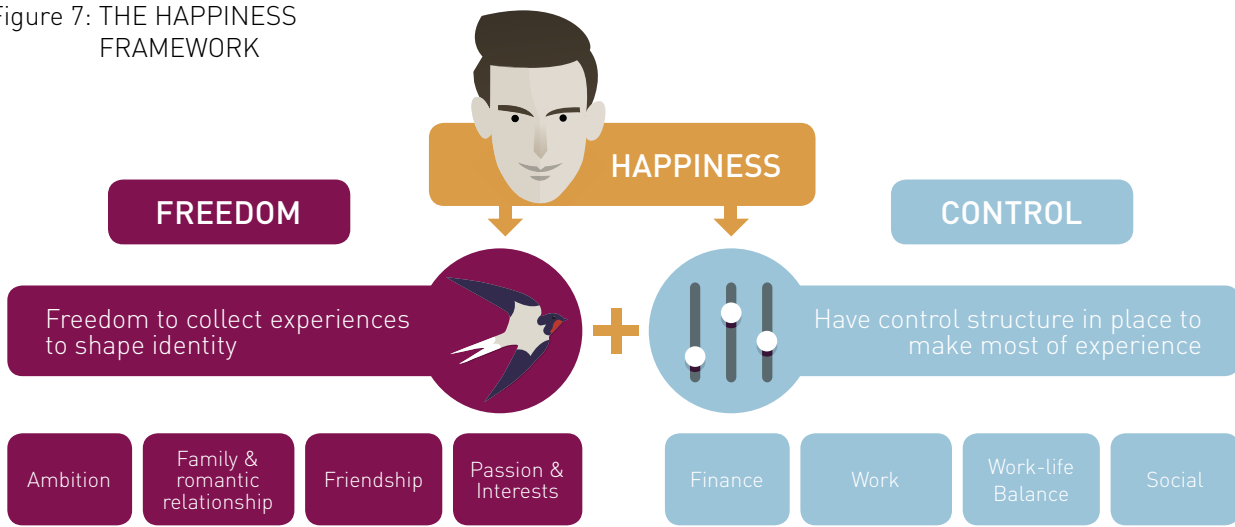 Figure 7: THE HAPPINESS
FRAMEWORK
HAPPINESS
FREEDOM
CONTROL
Freedom to collect experiences
to shape identity
Have control structure in place to
make most of experience
Ambition
Family &
romantic
relationship
Friendship
Passion &
Interests
Finance
Work
Work-life
Balance
Social